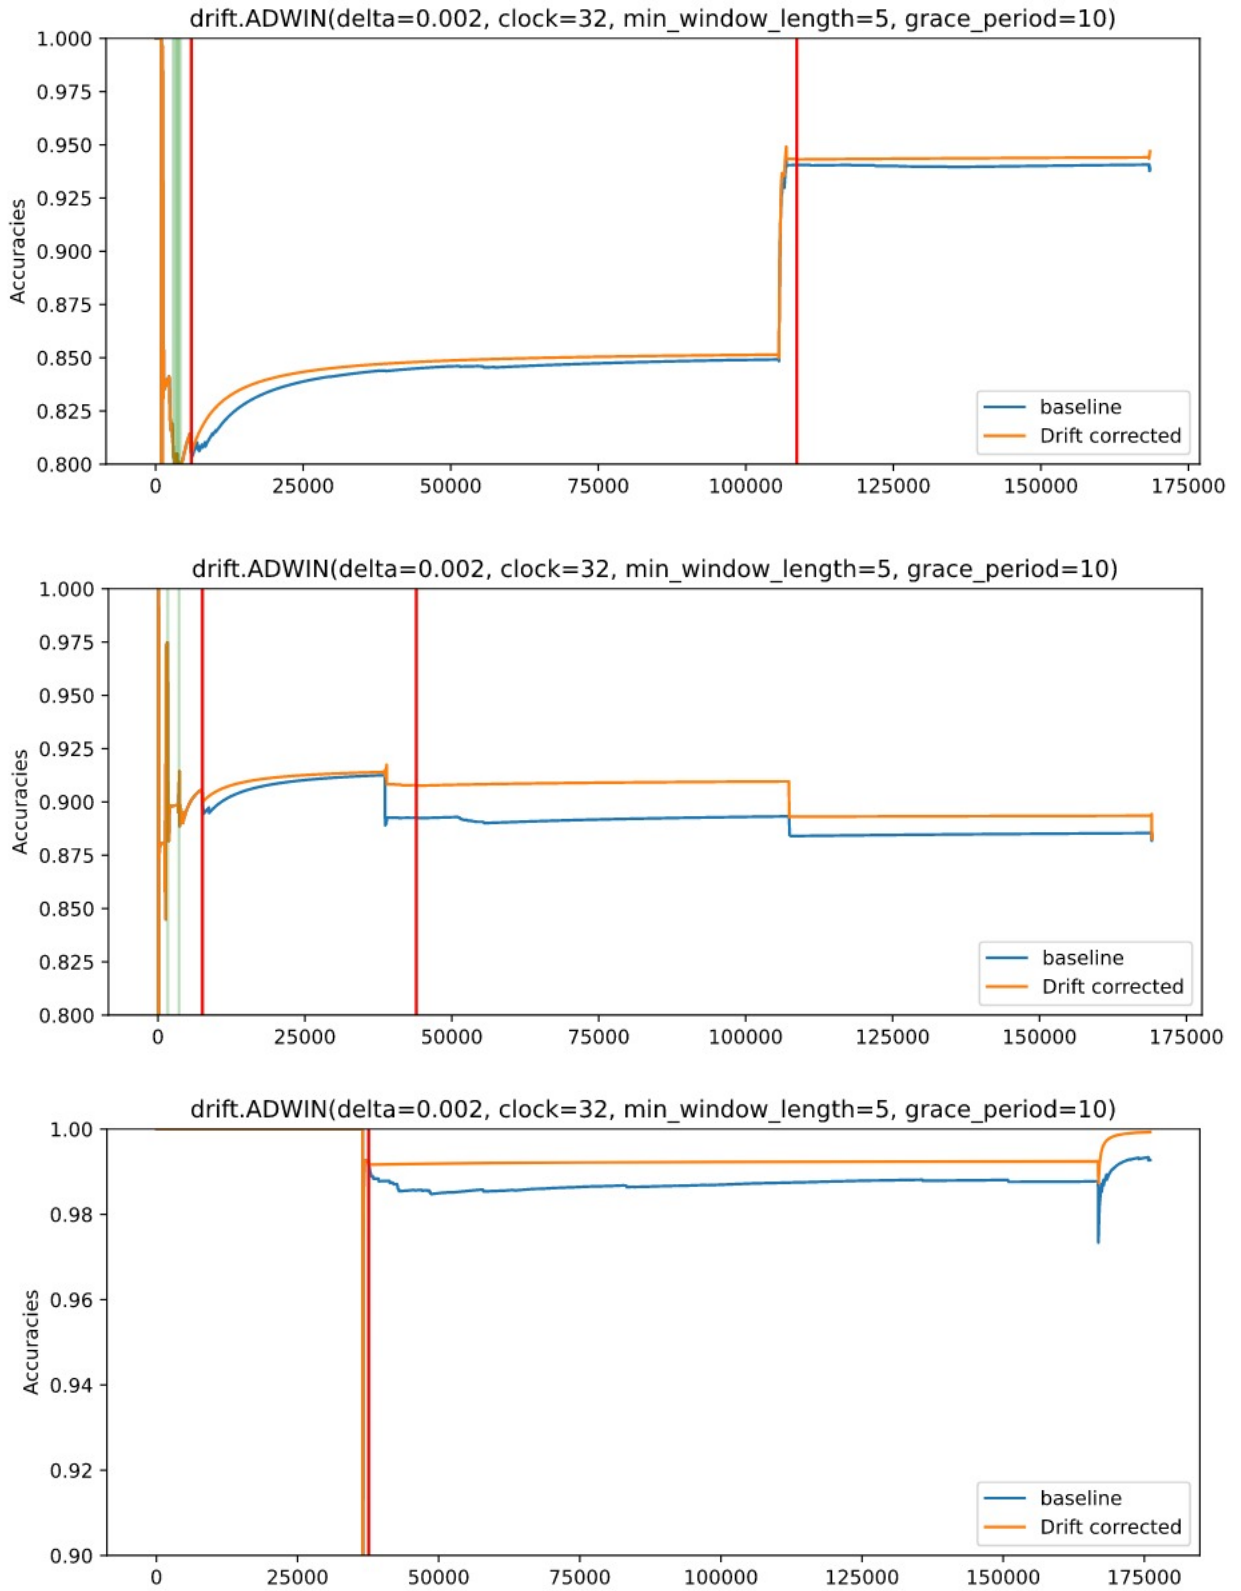 drift.ADWIN(delta=0.002, clock=32, min_window_length=5, grace_period=10)
1.000
0.975
0.950
0.925
0.900
0.875
0.850
0.825
0.800
Accuracies
baseline
Drift corrected
0 25000 50000 75000 100000 125000 150000 175000
drift.ADWIN(delta=0.002, clock=32, min_window_length=5, grace_period=10)
1.000
0.975
0.950
0.925
0.900
0.875
0.850
0.825
0.800
Accuracies
baseline
Drift corrected
0 25000 50000 75000 100000 125000 150000 175000
drift.ADWIN(delta=0.002, clock=32, min_window_length=5, grace_period=10)
1.00
0.98
0.96
0.94
0.92
0.90
Accuracies
baseline
Drift corrected
0 25000 50000 75000 100000 125000 150000 175000